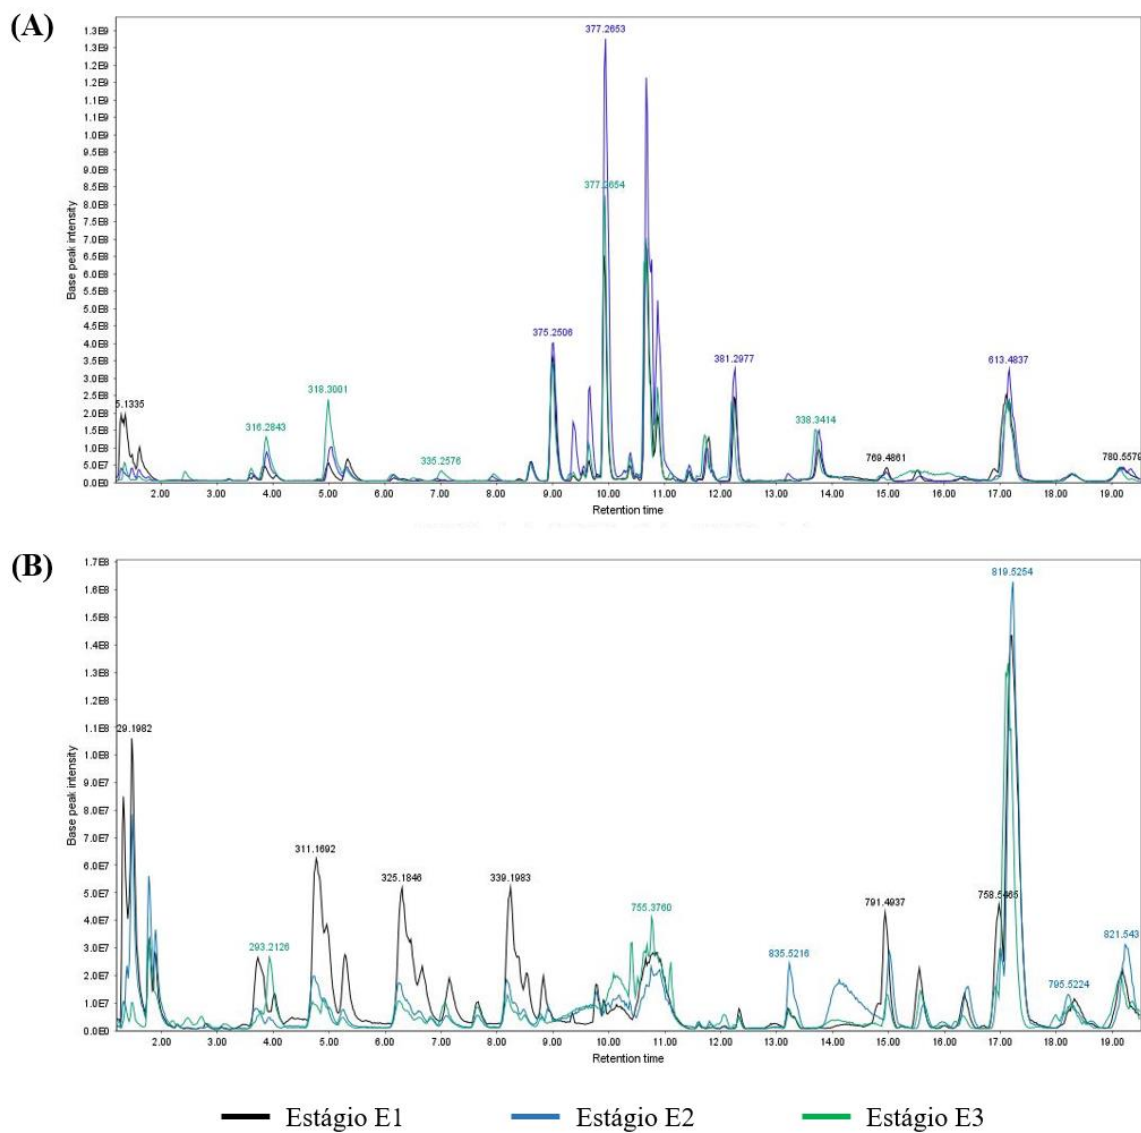 (A)
1.3E9
1.3E9
1.2E9
1.2E9
1.1E9
1.1E9
1.0E9
9.5E8
9.0E8
8.5E8
8.0E8
7.5E8
7.0E8
6.5E8
6.0E8
5.5E8
5.0E8
4.5E8
4.0E8
3.5E8
3.0E8
2.5E8
2.0E8
1.5E8
1.0E8
5.0E7
0.0E0
Base peak intensity
377.2653
377.2654
375.2506
381.2977
613.4837
5.1335
316.2843
318.3001
335.2576
338.3414
769.4861
780.5579
2.00 3.00 4.00 5.00 6.00 7.00 8.00 9.00 10.00 11.00 12.00 13.00 14.00 15.00 16.00 17.00 18.00 19.00
Retention time
(B)
1.7E8
1.6E8
1.5E8
1.4E8
1.3E8
1.2E8
1.1E8
1.0E8
9.0E7
8.0E7
7.0E7
6.0E7
5.0E7
4.0E7
3.0E7
2.0E7
1.0E7
0.0E0
Base peak intensity
819.5254
29.1982
311.1692
325.1846
339.1983
293.2126
755.3760
791.4937
758.5465
835.5216
795.5224
821.543
2.00 3.00 4.00 5.00 6.00 7.00 8.00 9.00 10.00 11.00 12.00 13.00 14.00 15.00 16.00 17.00 18.00 19.00
Retention time
Estágio E1 Estágio E2 Estágio E3